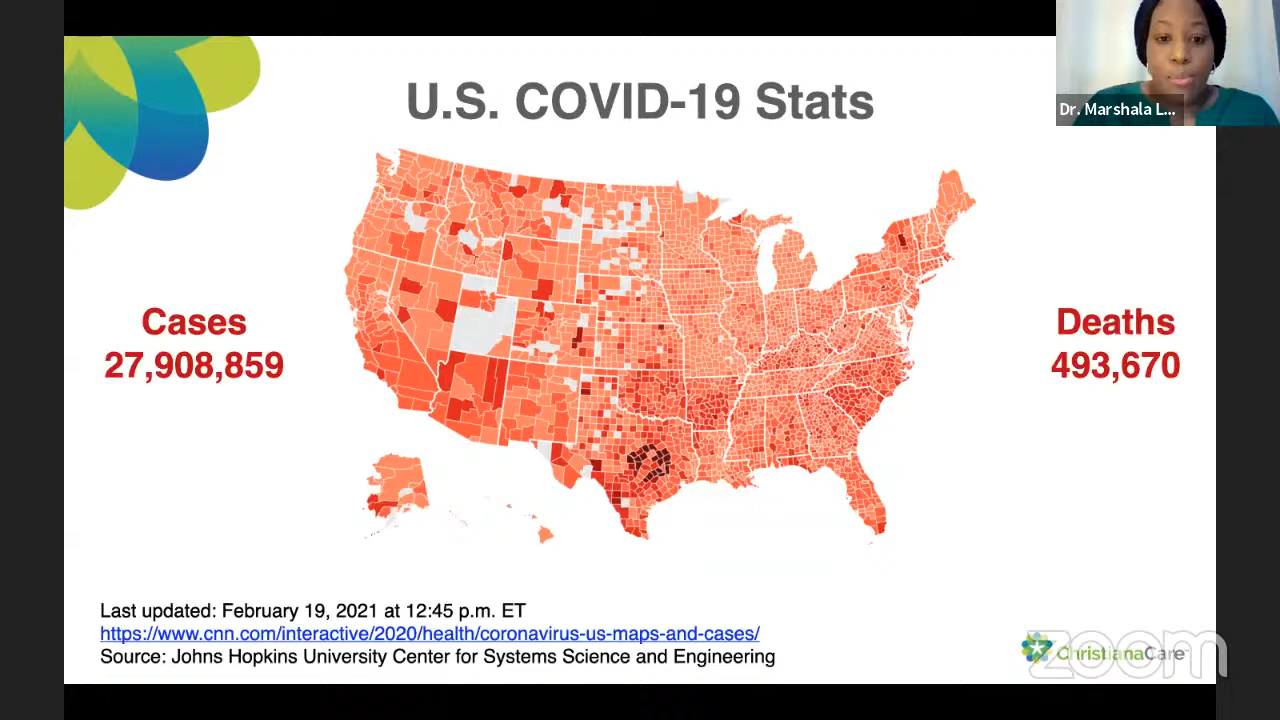 Dr. Marshala L...
U.S. COVID-19 Stats
Cases
27,908,859
Deaths
493,670
Last updated: February 19, 2021 at 12:45 p.m. ET
https://www.cnn.com/interactive/2020/health/coronavirus-us-maps-and-cases/
Source: Johns Hopkins University Center for Systems Science and Engineering
ChristianaCare
zoom